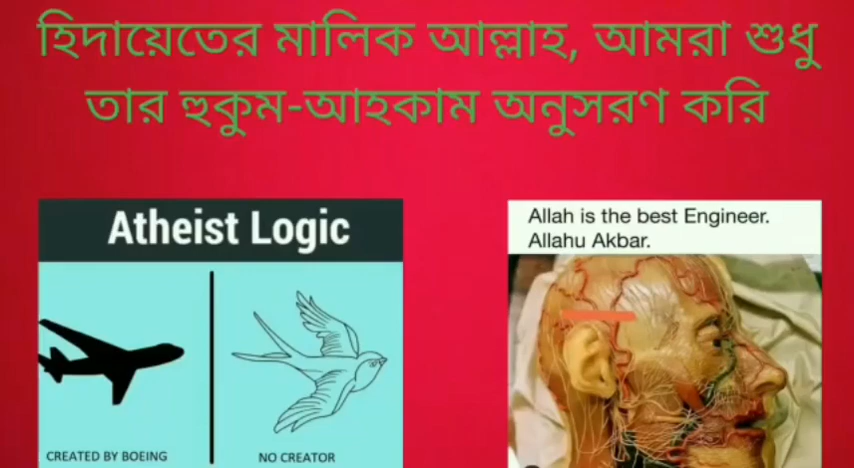 হিদায়েতের মালিক আল্লাহ, আমরা শুধু
তার হুকুম-আহকাম অনুসরণ করি
Atheist Logic
CREATED BY BOEING
NO CREATOR
Allah is the best Engineer.
Allahu Akbar.